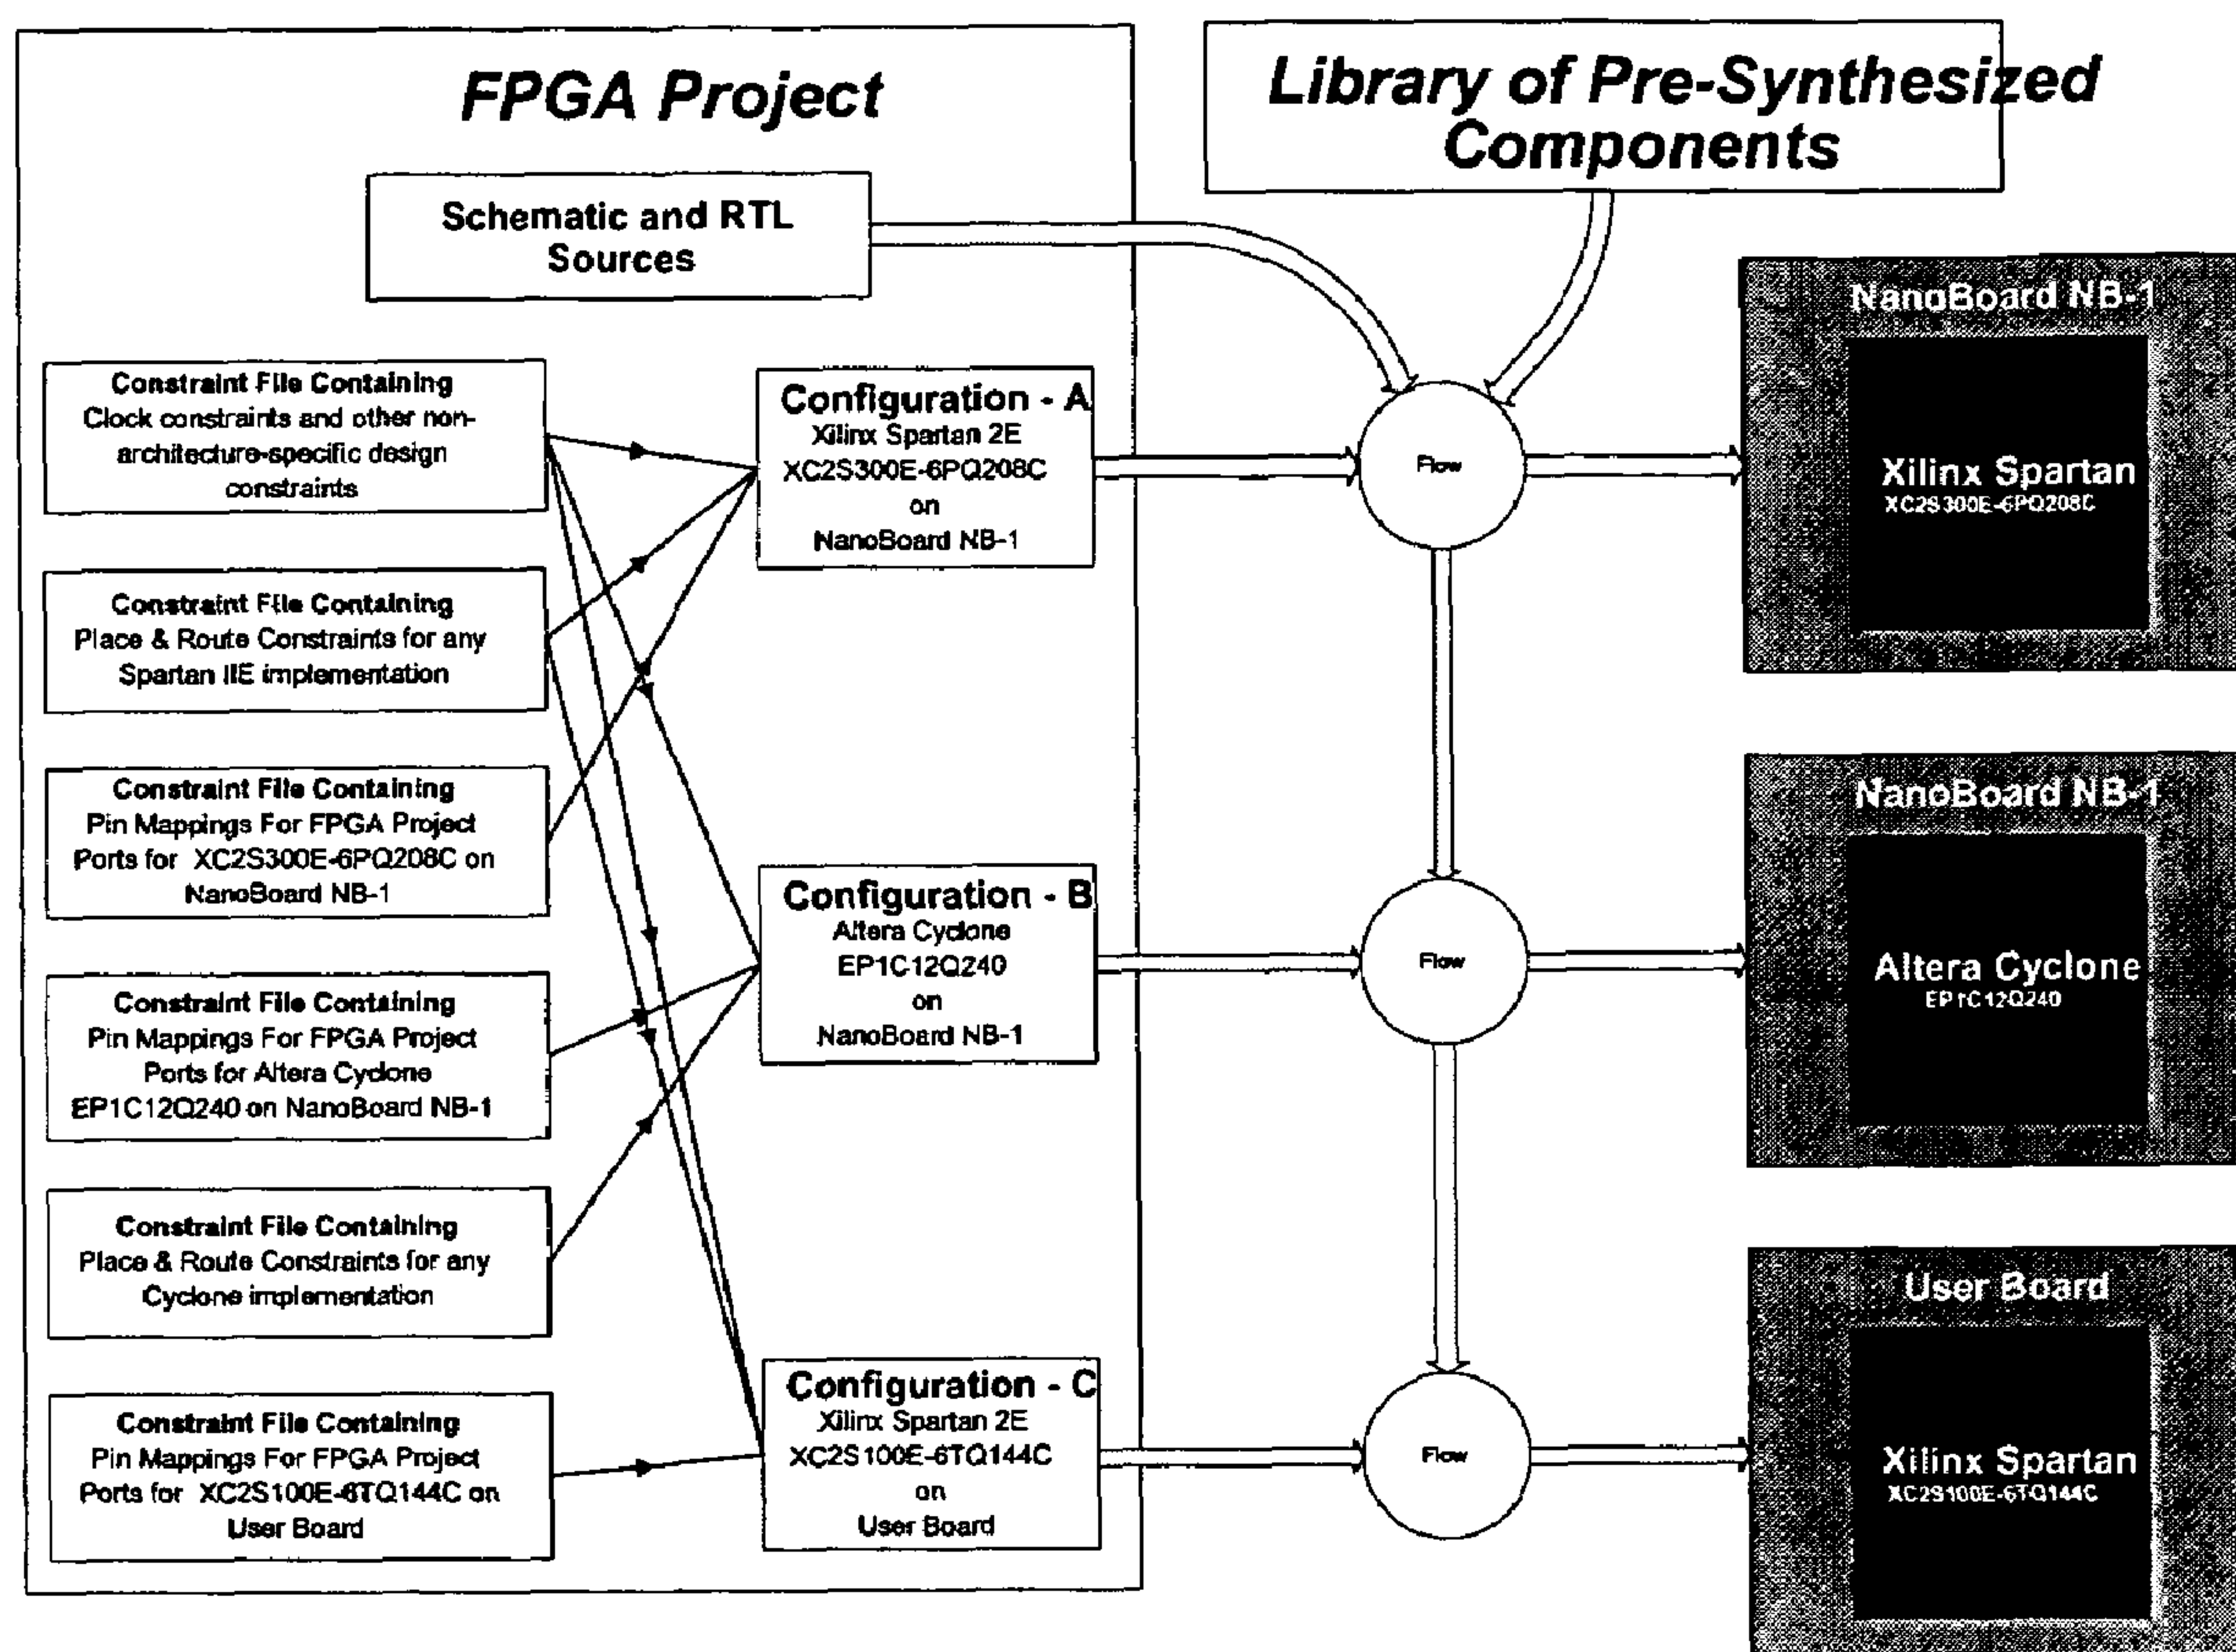 FPGA Project
Library of Pre-Synthesized
Components
Schematic and RTL
Sources
Constraint File Containing
Clock constraints and other non-
architecture-specific design
constraints
Constraint File Containing
Place & Route Constraints for any
Spartan IIE implementation
Constraint File Containing
Pin Mappings For FPGA Project
Ports for XC2S300E-6PQ208C on
NanoBoard NB-1
Constraint File Containing
Pin Mappings For FPGA Project
Ports for Altera Cyclone
EP1C12Q240 on NanoBoard NB-1
Constraint File Containing
Place & Route Constraints for any
Cyclone implementation
Constraint File Containing
Pin Mappings For FPGA Project
Ports for XC2S100E-6TQ144C on
User Board
Configuration - A
Xilinx Spartan 2E
XC2S300E-6PQ208C
on
NanoBoard NB-1
Configuration - B
Altera Cyclone
EP1C12Q240
on
NanoBoard NB-1
Configuration - C
Xilinx Spartan 2E
XC2S100E-6TQ144C
on
User Board
Flow
Flow
Flow
NanoBoard NB-1
Xilinx Spartan
XC2S300E-6PQ208C
NanoBoard NB-1
Altera Cyclone
EP1C12Q240
User Board
Xilinx Spartan
XC2S100E-6TQ144C